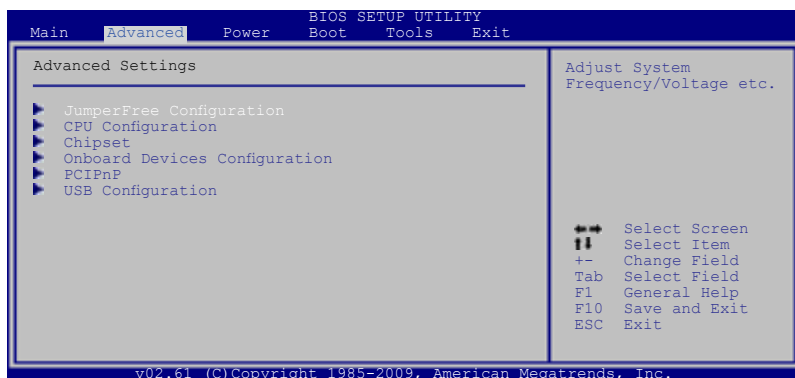 BIOS SETUP UTILITY
Main Advanced Power Boot Tools Exit
Advanced Settings
JumperFree Configuration
CPU Configuration
Chipset
Onboard Devices Configuration
PCIPnP
USB Configuration
Adjust System
Frequency/Voltage etc.
Select Screen
Select Item
+- Change Field
Tab Select Field
F1 General Help
F10 Save and Exit
ESC Exit
v02.61 (C)Copyright 1985-2009, American Megatrends, Inc.